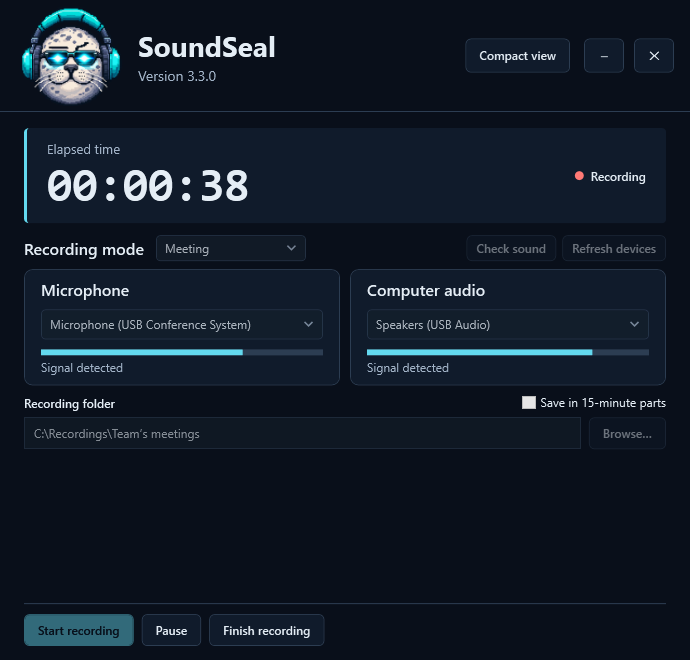 SoundSeal
Version 3.3.0
Compact view
Elapsed time
00:00:38
Recording
Recording mode
Meeting
Check sound
Refresh devices
Microphone
Microphone (USB Conference System)
Signal detected
Computer audio
Speakers (USB Audio)
Signal detected
Recording folder
Save in 15-minute parts
C:\Recordings\Team's meetings
Browse...
Start recording
Pause
Finish recording